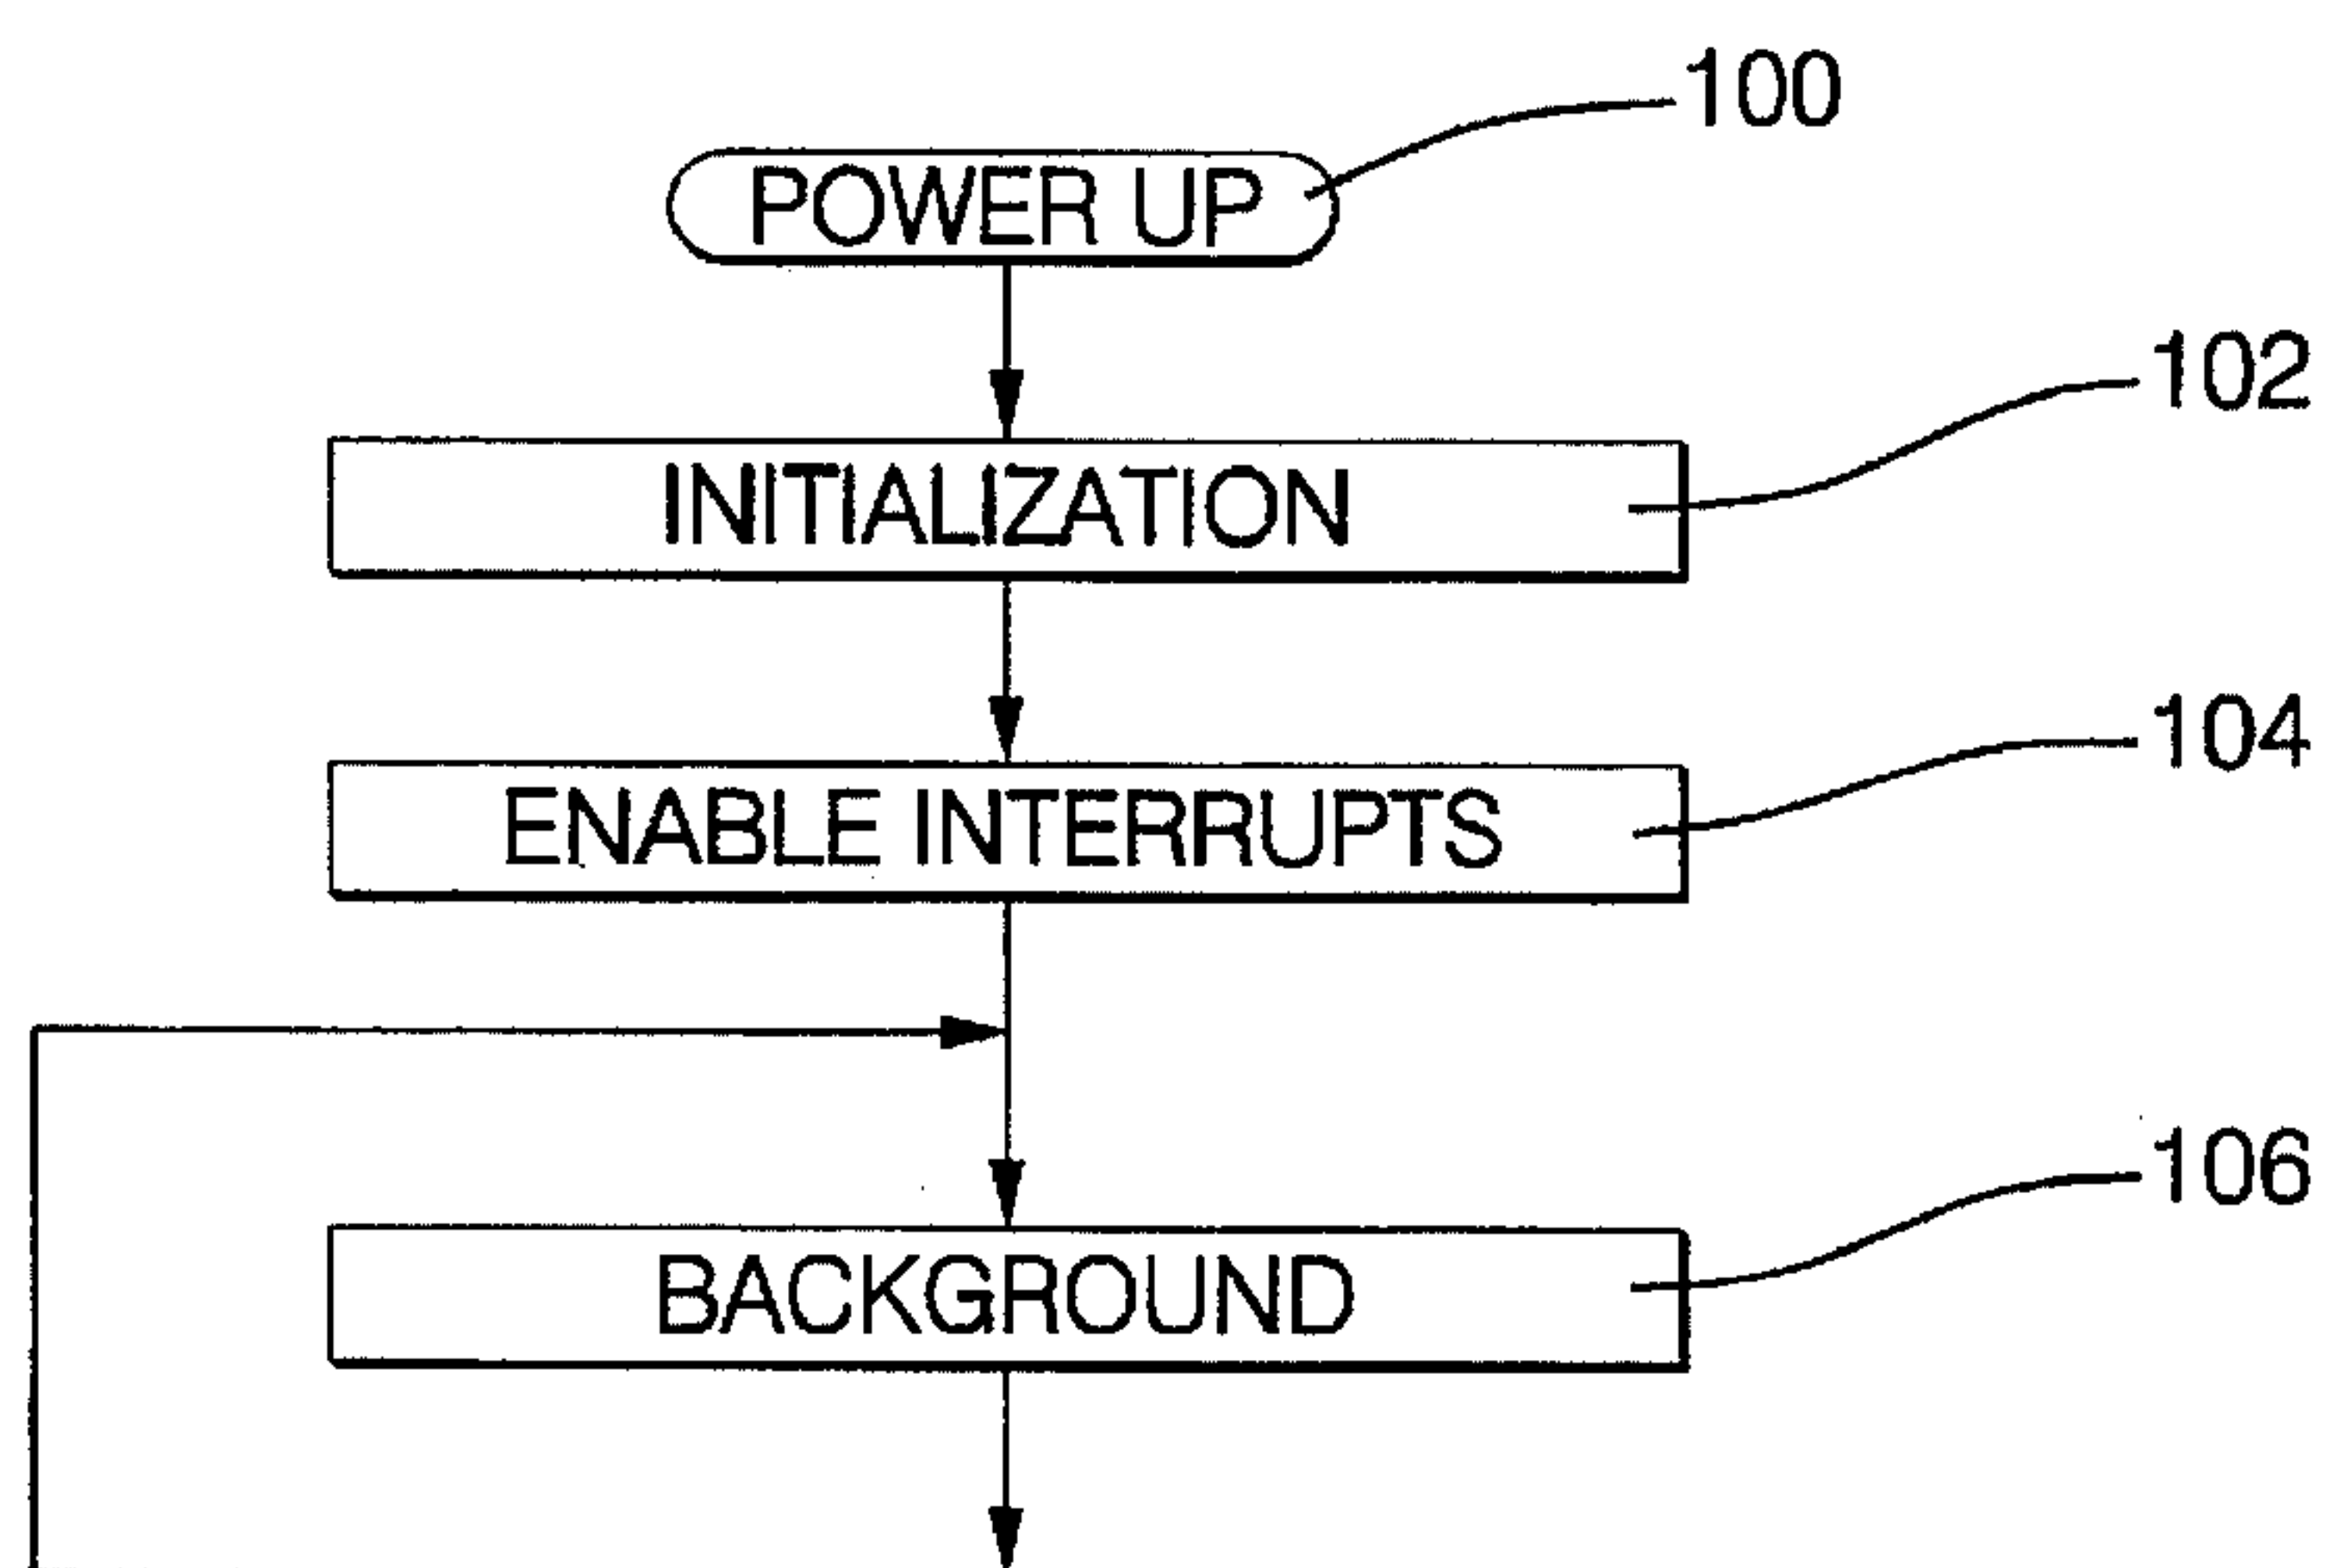 100
POWER UP
102
INITIALIZATION
104
ENABLE INTERRUPTS
106
BACKGROUND